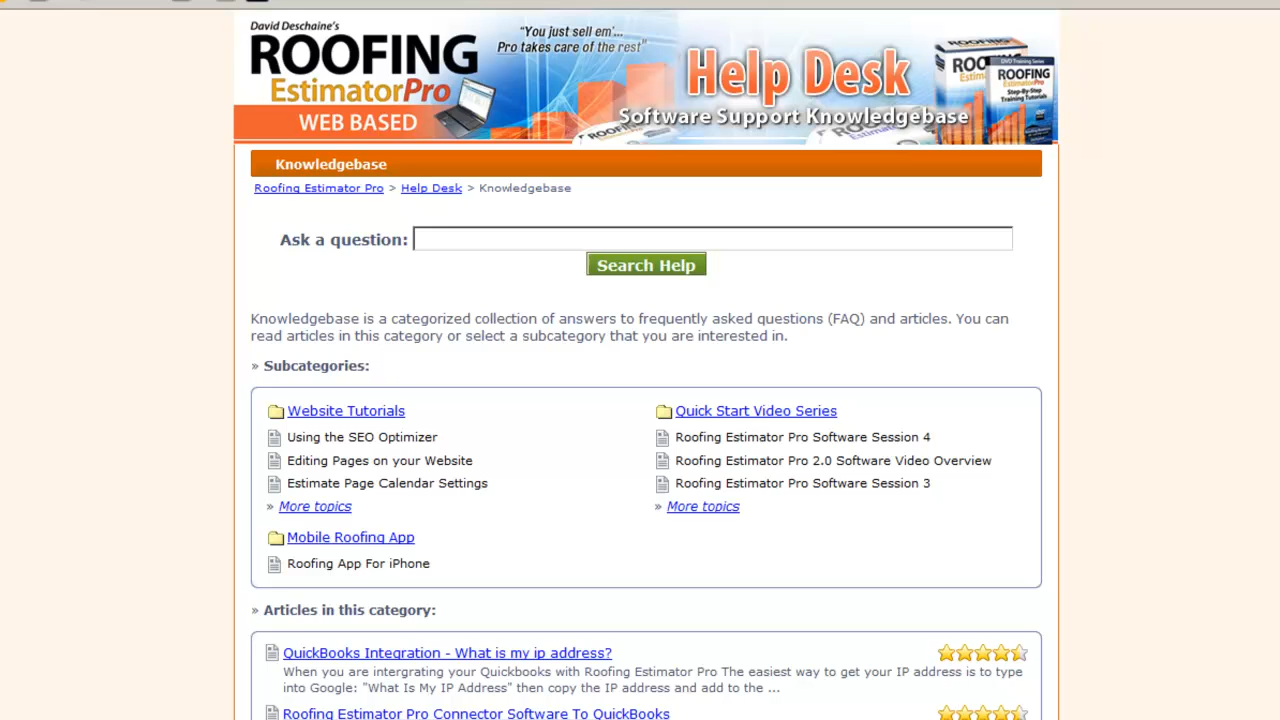 David Deschaine's
ROOFING
EstimatorPro
WEB BASED
"You just sell em'...
Pro takes care of the rest"
Help Desk
Software Support Knowledgebase
ROOFING
EstimatorPro
Step-By-Step
Training Tutorials
Knowledgebase
Roofing Estimator Pro > Help Desk > Knowledgebase
Ask a question:
Search Help
Knowledgebase is a categorized collection of answers to frequently asked questions (FAQ) and articles. You can
read articles in this category or select a subcategory that you are interested in.
» Subcategories:
Website Tutorials
Using the SEO Optimizer
Editing Pages on your Website
Estimate Page Calendar Settings
» More topics
Quick Start Video Series
Roofing Estimator Pro Software Session 4
Roofing Estimator Pro 2.0 Software Video Overview
Roofing Estimator Pro Software Session 3
» More topics
Mobile Roofing App
Roofing App For iPhone
» Articles in this category:
QuickBooks Integration - What is my ip address?
When you are intergrating your Quickbooks with Roofing Estimator Pro The easiest way to get your IP address is to type
into Google: "What Is My IP Address" then copy the IP address and add to the ...
Roofing Estimator Pro Connector Software To QuickBooks